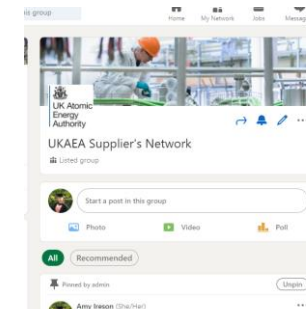 is group
Home
My Network
Jobs
Messag
UK Atomic
Energy
Authority
UKAEA Supplier's Network
Listed group
Start a post in this group
Photo
Video
Poll
All
Recommended
Pinned by admin
Unpin
Amy Ireson (She/Her)